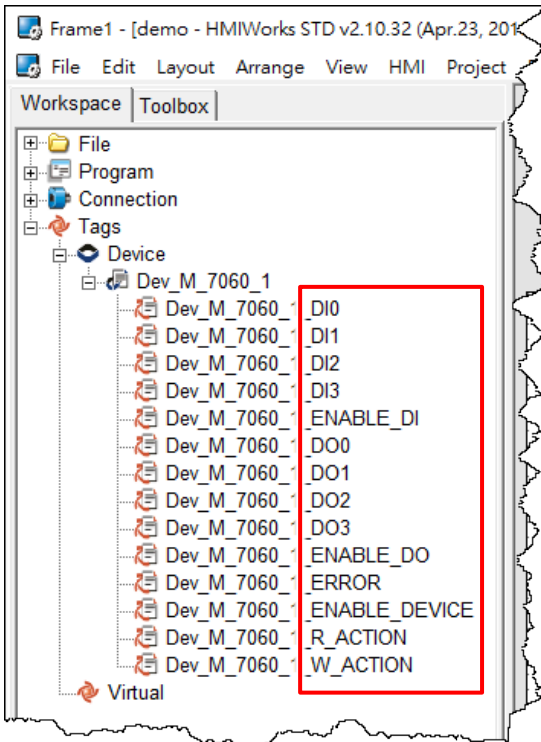 Frame1 - [demo - HMIWorks STD v2.10.32 (Apr.23, 201
File Edit Layout Arrange View HMI Project
Workspace Toolbox
File
Program
Connection
Tags
Device
Dev_M_7060_1
Dev_M_7060_1_DI0
Dev_M_7060_1_DI1
Dev_M_7060_1_DI2
Dev_M_7060_1_DI3
Dev_M_7060_1_ENABLE_DI
Dev_M_7060_1_DO0
Dev_M_7060_1_DO1
Dev_M_7060_1_DO2
Dev_M_7060_1_DO3
Dev_M_7060_1_ENABLE_DO
Dev_M_7060_1_ERROR
Dev_M_7060_1_ENABLE_DEVICE
Dev_M_7060_1_R_ACTION
Dev_M_7060_1_W_ACTION
Virtual